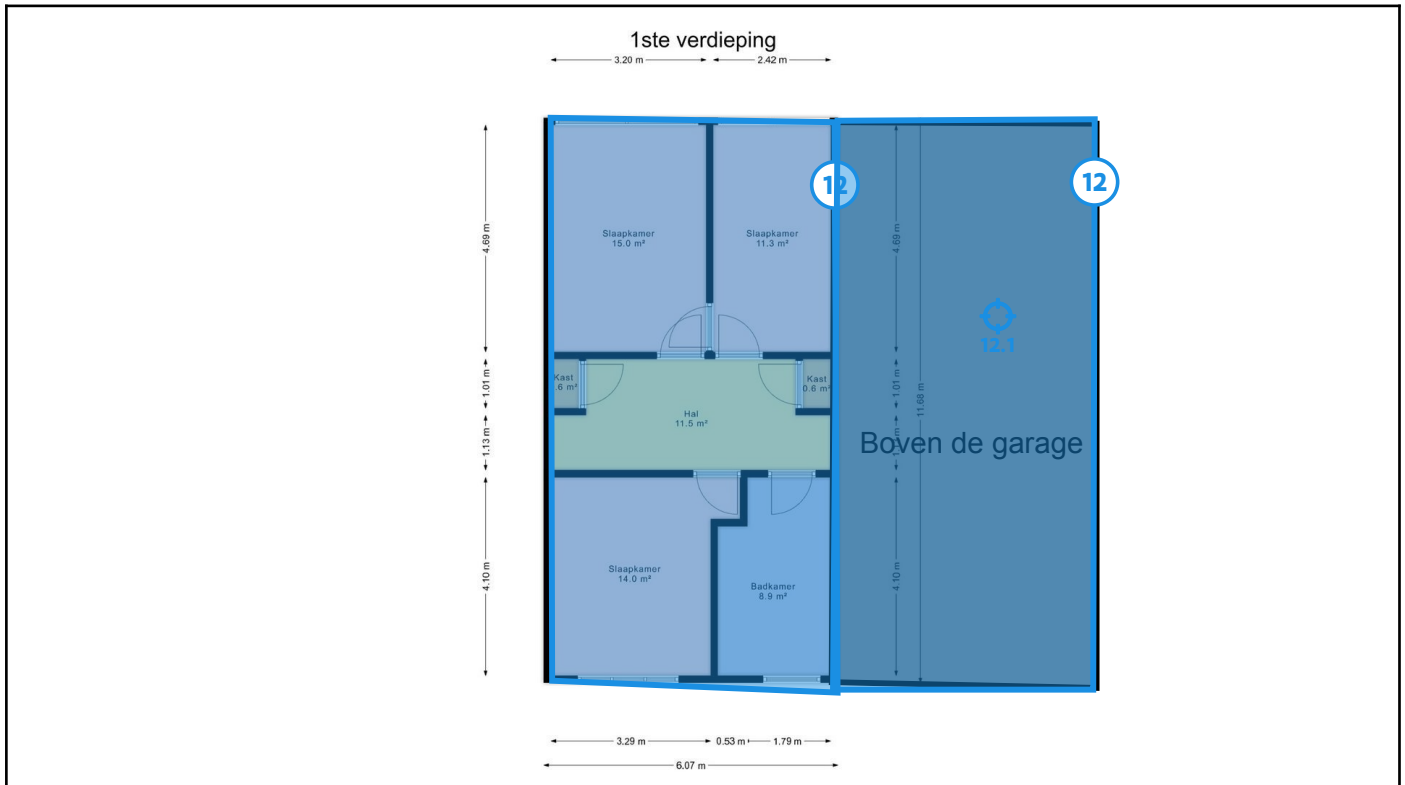 1ste verdieping
3.20 m
2.42 m
4.69 m
1.01 m
1.13 m
4.10 m
Slaapkamer
15.0 m²
Slaapkamer
11.3 m²
12
12
4.69 m
1.01 m
11.68 m
4.10 m
12.1
Kast
.6 m²
Kast
0.6 m²
Hal
11.5 m²
Boven de garage
Slaapkamer
14.0 m²
Badkamer
8.9 m²
3.29 m
0.53 m
1.79 m
6.07 m